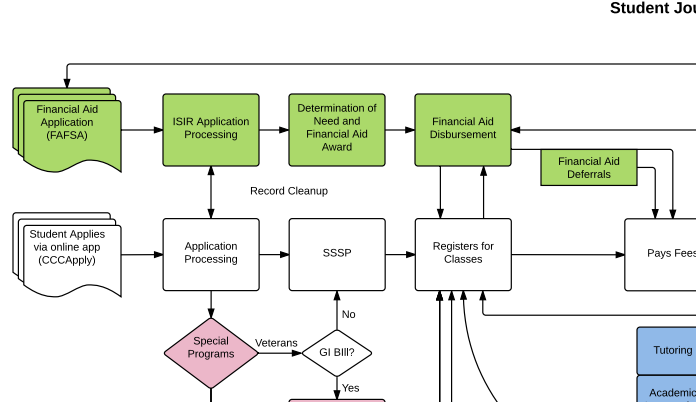 Student Jou
Financial Aid
Application
(FAFSA)
ISIR Application
Processing
Determination of
Need and
Financial Aid
Award
Financial Aid
Disbursement
Financial Aid
Deferrals
Record Cleanup
Student Applies
via online app
(CCCApply)
Application
Processing
SSSP
Registers for
Classes
Pays Fees
Special
Programs
Veterans
GI BIll?
No
Yes
Tutoring
Academic